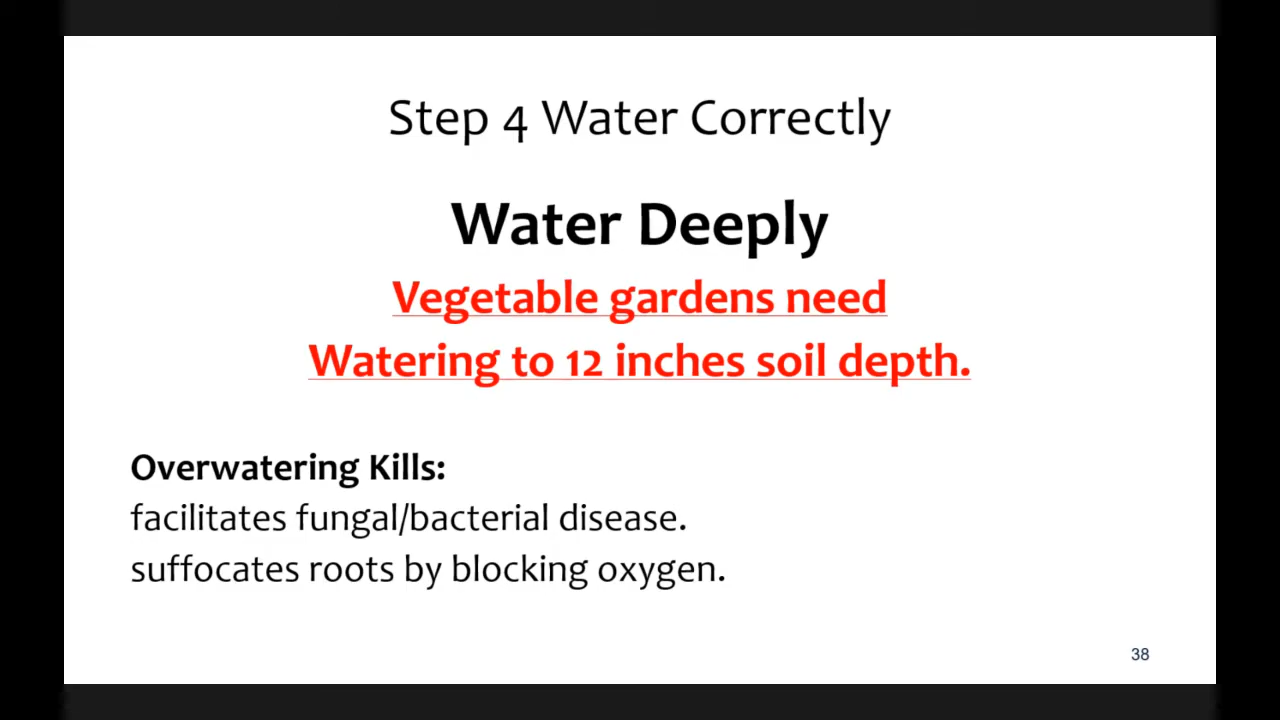 Step 4 Water Correctly
Water Deeply
Vegetable gardens need
Watering to 12 inches soil depth.
Overwatering Kills:
facilitates fungal/bacterial disease.
suffocates roots by blocking oxygen.
38